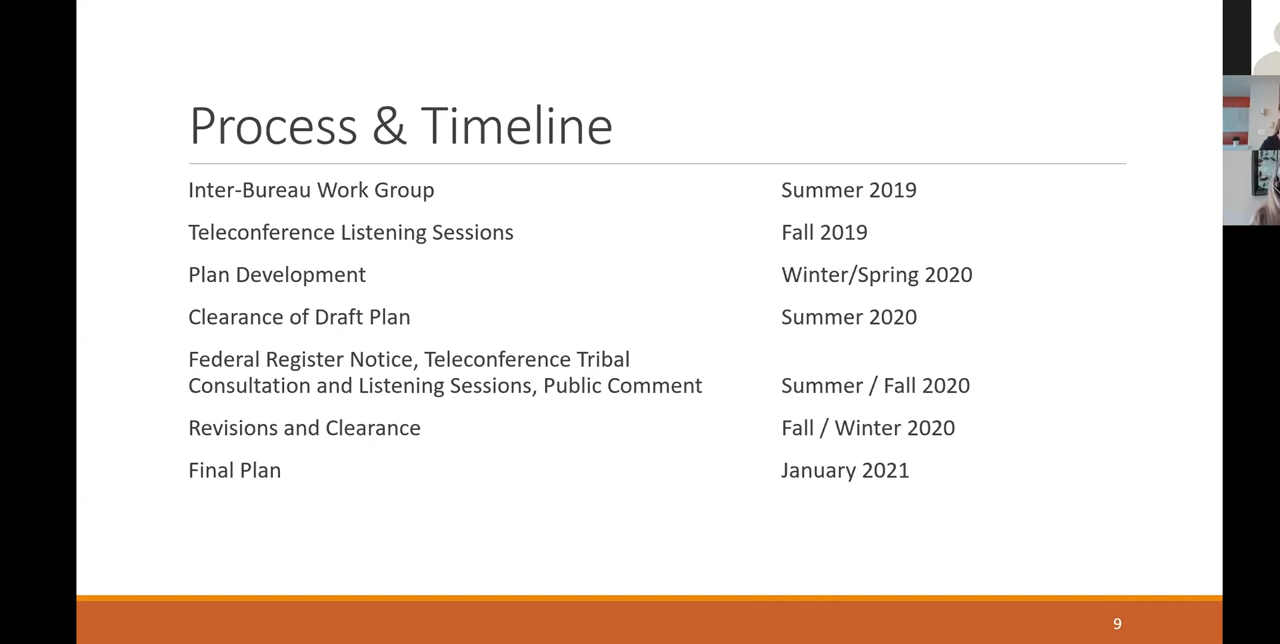 Process & Timeline
Inter-Bureau Work Group Summer 2019
Teleconference Listening Sessions Fall 2019
Plan Development Winter/Spring 2020
Clearance of Draft Plan Summer 2020
Federal Register Notice, Teleconference Tribal
Consultation and Listening Sessions, Public Comment Summer / Fall 2020
Revisions and Clearance Fall / Winter 2020
Final Plan January 2021
9